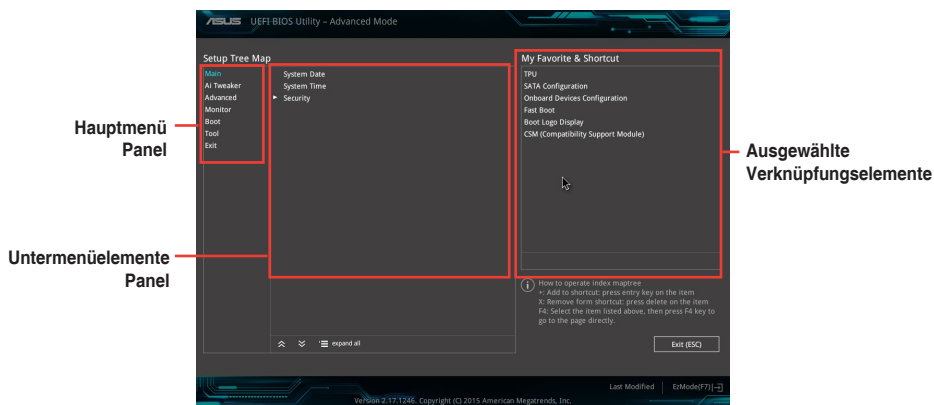 ASUS UEFI BIOS Utility – Advanced Mode
Setup Tree Map
Main
Ai Tweaker
Advanced
Monitor
Boot
Tool
Exit
System Date
System Time
Security
expand all
My Favorite & Shortcut
TPU
SATA Configuration
Onboard Devices Configuration
Fast Boot
Boot Logo Display
CSM (Compatibility Support Module)
How to operate index maptree
+: Add to shortcut: press entry key on the item
X: Remove form shortcut: press delete on the item
F4: Select the item listed above, then press F4 key to
go to the page directly.
Exit (ESC)
Last Modified
EzMode(F7)
Version 2.17.1246. Copyright (C) 2015 American Megatrends, Inc.
Hauptmenü
Panel
Untermenüelemente
Panel
Ausgewählte
Verknüpfungselemente